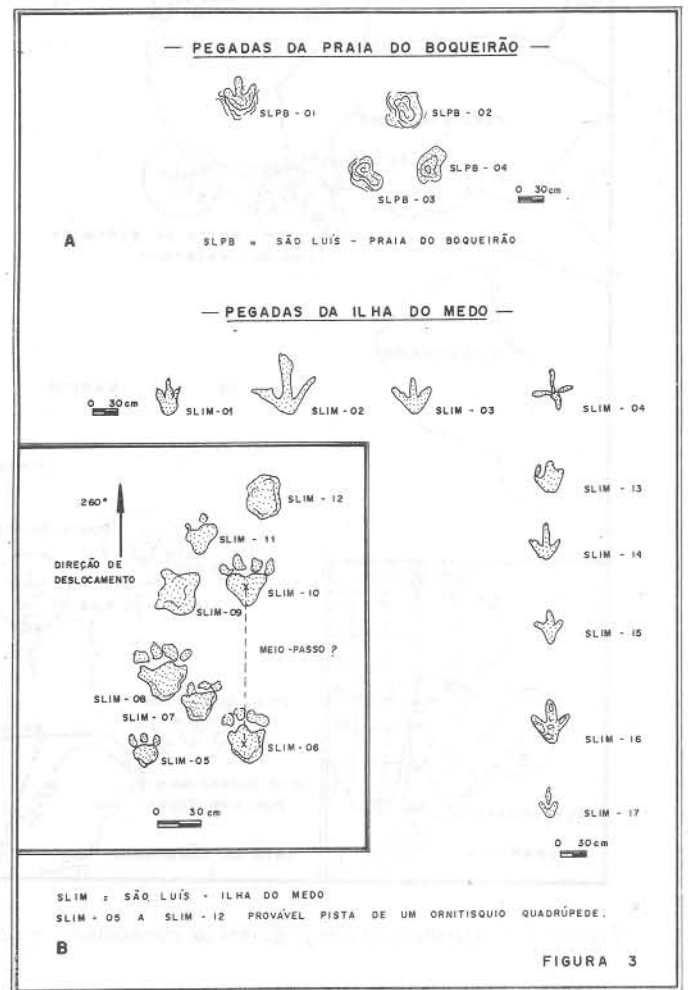 — PEGADAS DA PRAIA DO BOQUEIRÃO —
SLPB - 01
SLPB - 02
SLPB - 04
SLPB - 03
0 30cm
A
SLPB = SÃO LUÍS - PRAIA DO BOQUEIRÃO
— PEGADAS DA ILHA DO MEDO —
0 30cm
SLIM - 01
SLIM - 02
SLIM - 03
SLIM - 04
SLIM - 13
SLIM - 14
SLIM - 15
SLIM - 16
SLIM - 17
0 30cm
260°
DIREÇÃO DE
DESLOCAMENTO
SLIM - 12
SLIM - 11
SLIM - 10
SLIM - 09
MEIO - PASSO ?
SLIM - 08
SLIM - 07
SLIM - 05
SLIM - 06
0 30cm
SLIM = SÃO LUÍS - ILHA DO MEDO
SLIM - 05 A SLIM - 12 PROVÁVEL PISTA DE UM ORNITISQUIO QUADRÚPEDE.
B
FIGURA 3